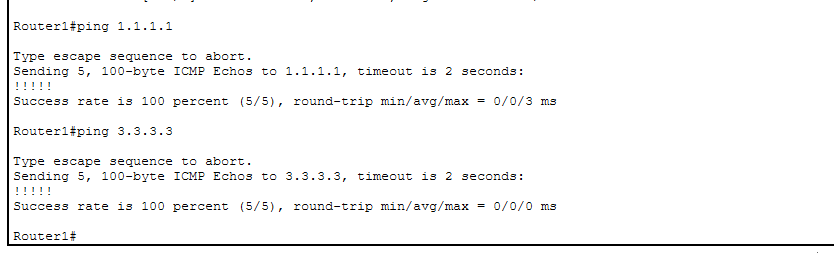 Router1#ping 1.1.1.1
Type escape sequence to abort.
Sending 5, 100-byte ICMP Echos to 1.1.1.1, timeout is 2 seconds:
!!!!!
Success rate is 100 percent (5/5), round-trip min/avg/max = 0/0/3 ms
Router1#ping 3.3.3.3
Type escape sequence to abort.
Sending 5, 100-byte ICMP Echos to 3.3.3.3, timeout is 2 seconds:
!!!!!
Success rate is 100 percent (5/5), round-trip min/avg/max = 0/0/0 ms
Router1#